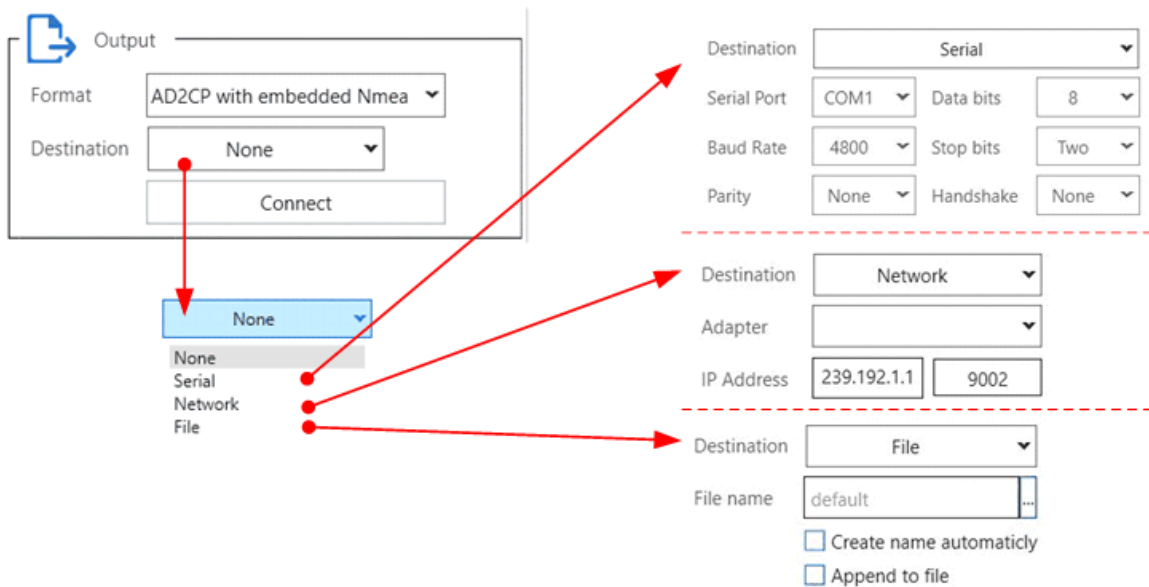 Output
Format AD2CP with embedded Nmea
Destination None
Connect
None
None
Serial
Network
File
Destination Serial
Serial Port COM1 Data bits 8
Baud Rate 4800 Stop bits Two
Parity None Handshake None
Destination Network
Adapter
IP Address 239.192.1.1 9002
Destination File
File name default ...
Create name automaticly
Append to file